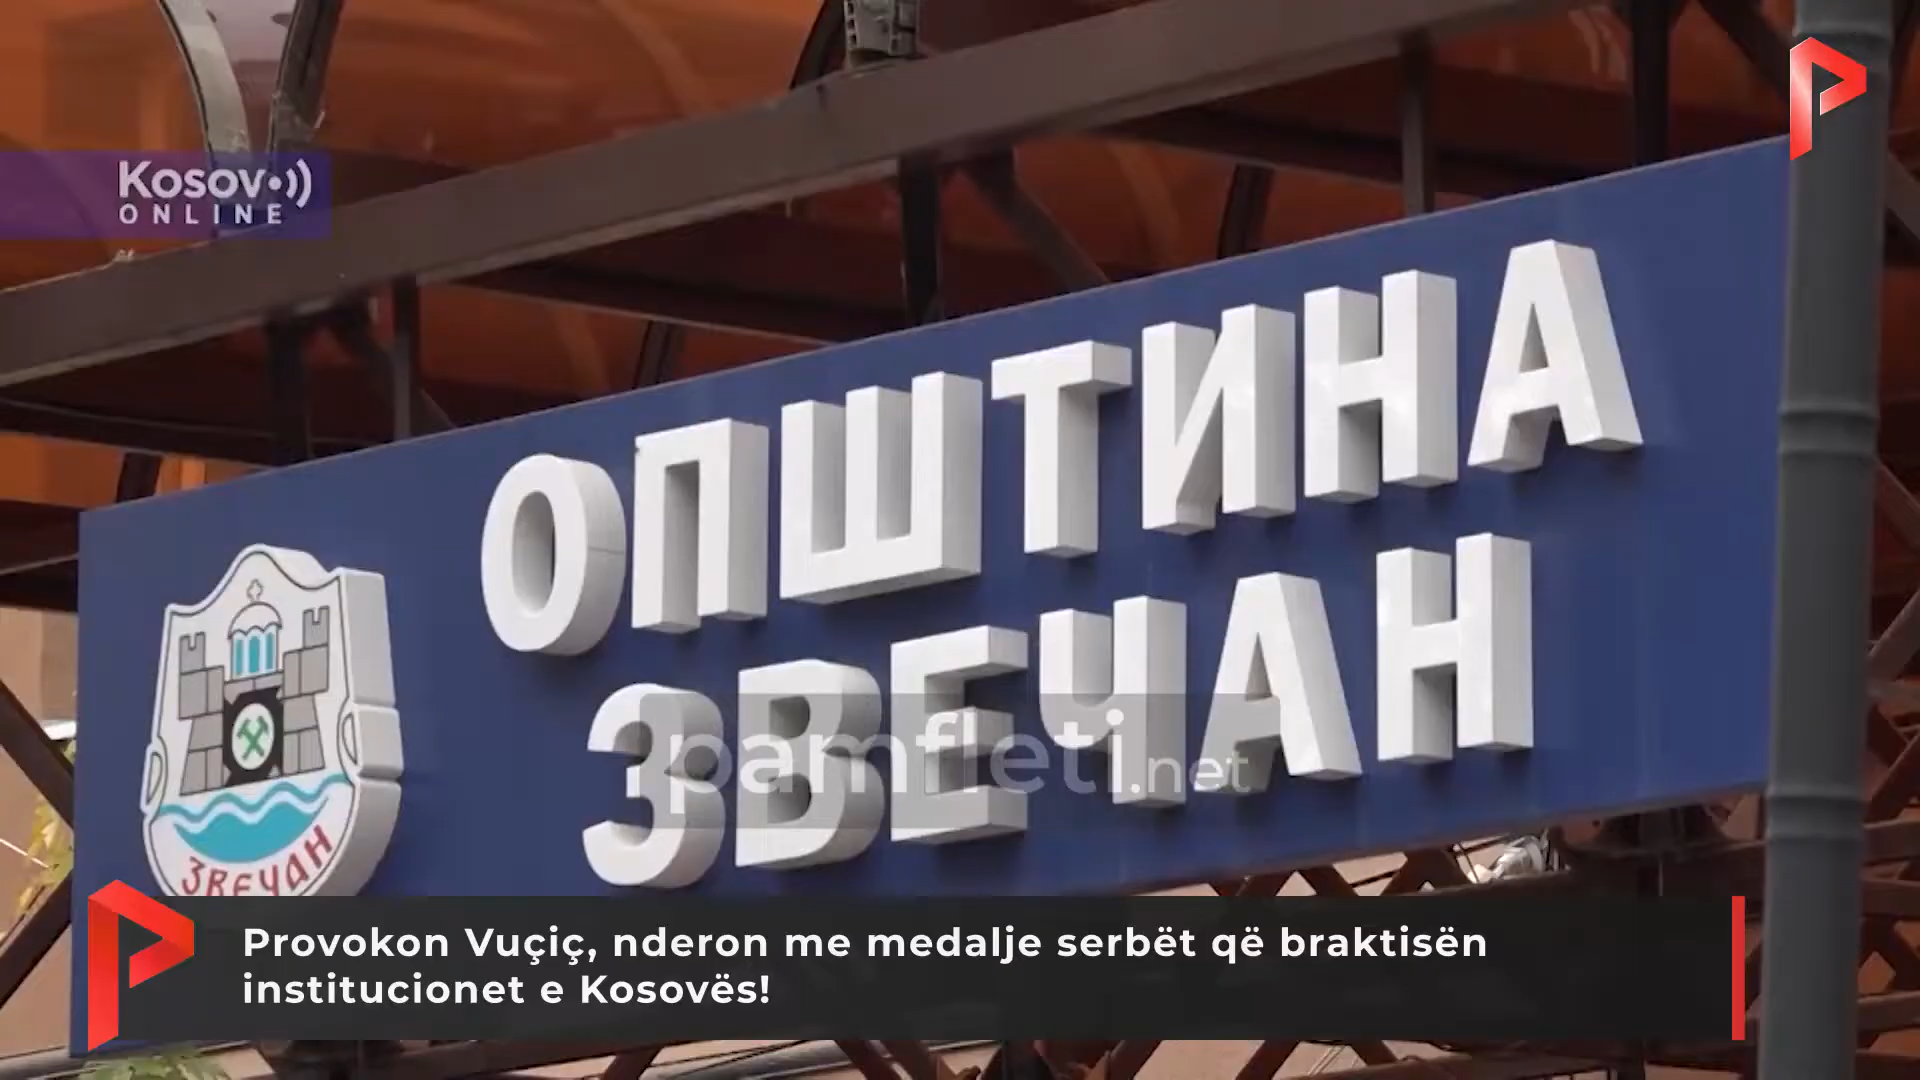 Kosovo
ONLINE
ОПШТИНА
ЗВЕЧАН
pamfleti.net
ЗВЕЧАН
Provokon Vuçiç, nderon me medalje serbët që braktisën
institucionet e Kosovës!